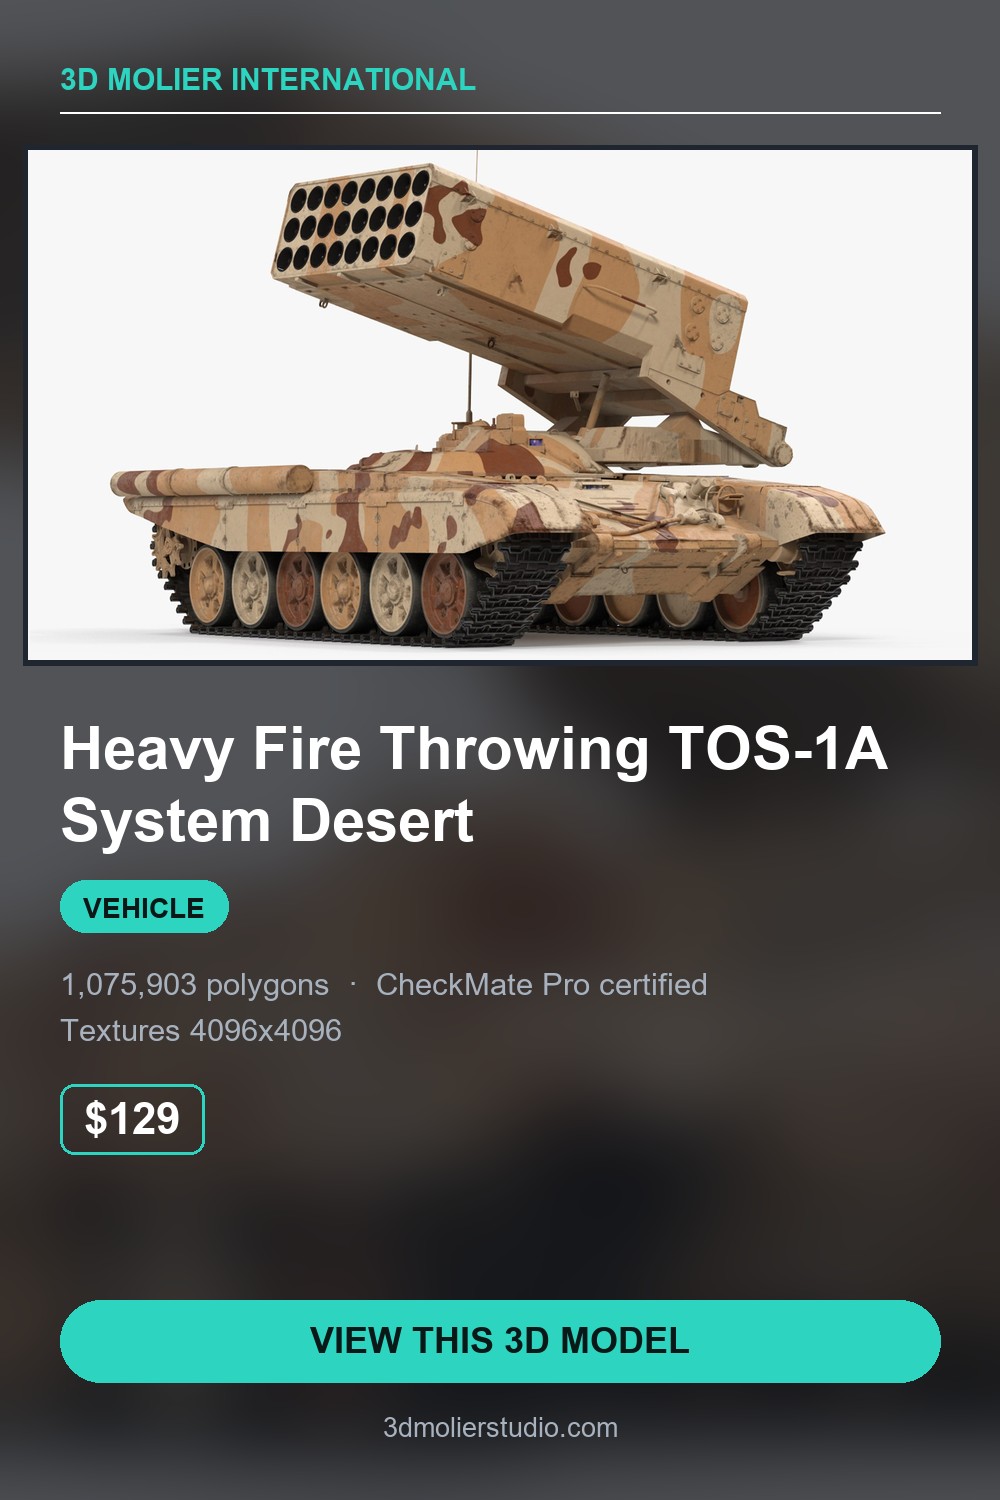 3D MOLIER INTERNATIONAL
Heavy Fire Throwing TOS-1A
System Desert
VEHICLE
1,075,903 polygons · CheckMate Pro certified
Textures 4096x4096
$129
VIEW THIS 3D MODEL
3dmolierstudio.com